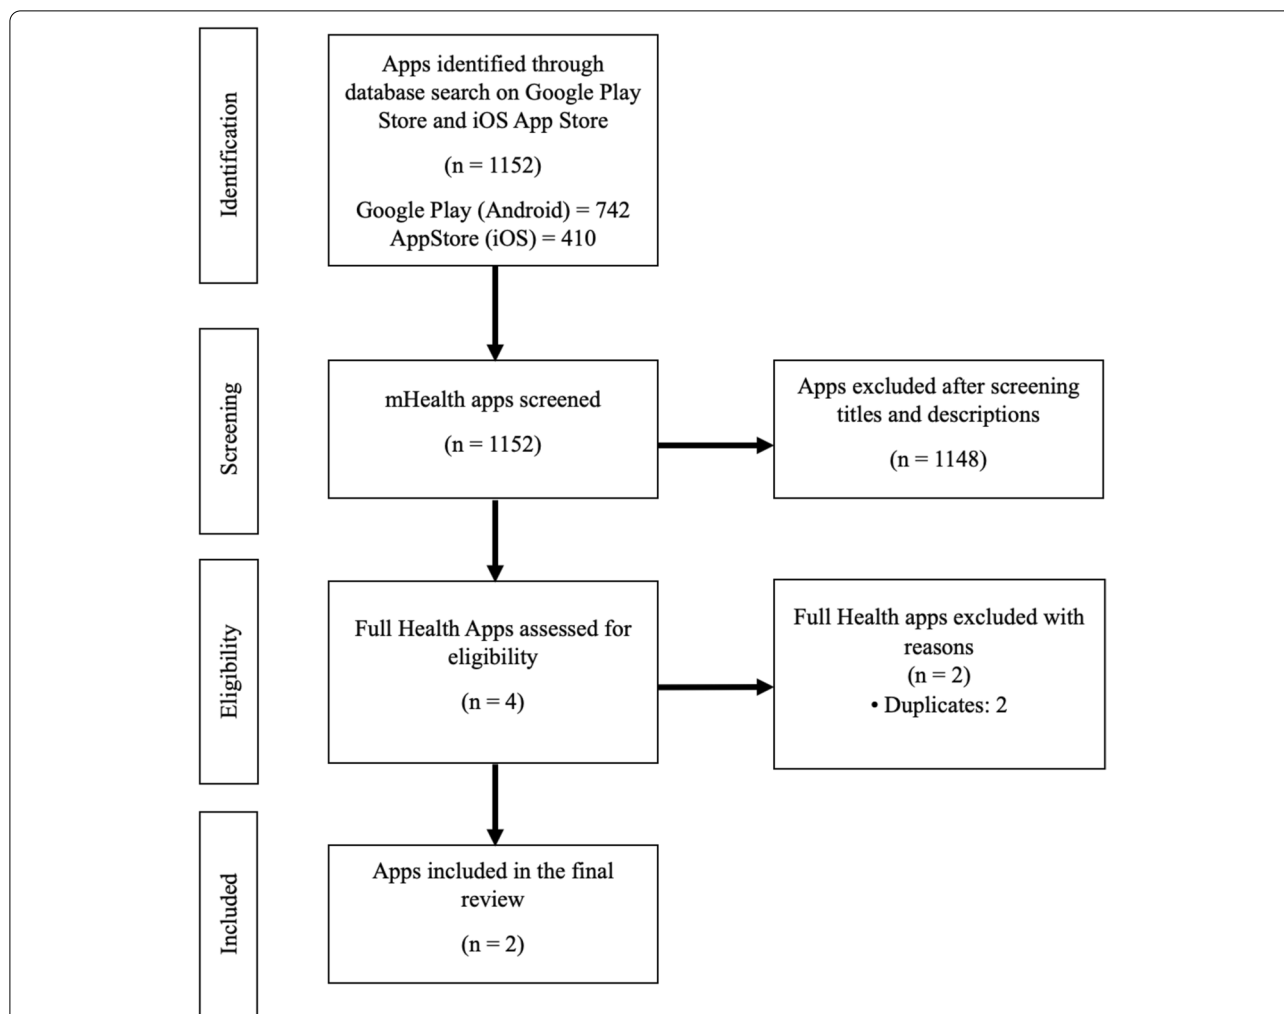 Identification
Apps identified through
database search on Google Play
Store and iOS App Store
(n = 1152)
Google Play (Android) = 742
AppStore (iOS) = 410
Screening
mHealth apps screened
(n = 1152)
Apps excluded after screening
titles and descriptions
(n = 1148)
Eligibility
Full Health Apps assessed for
eligibility
(n = 4)
Full Health apps excluded with
reasons
(n = 2)
• Duplicates: 2
Included
Apps included in the final
review
(n = 2)